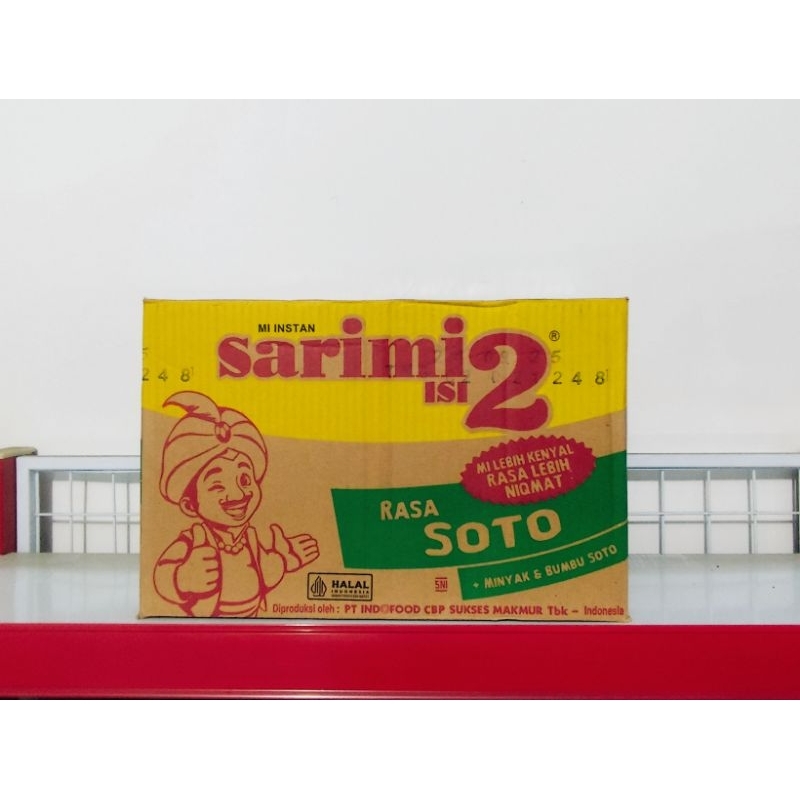 MI INSTAN
sarimi
ISI 2®
248
248
MI LEBIH KENYAL
RASA LEBIH
NIQMAT
RASA
SOTO
+ MINYAK & BUMBU SOTO
HALAL
INDONESIA
SNI
Diproduksi oleh : PT INDOFOOD CBP SUKSES MAKMUR Tbk - Indonesia